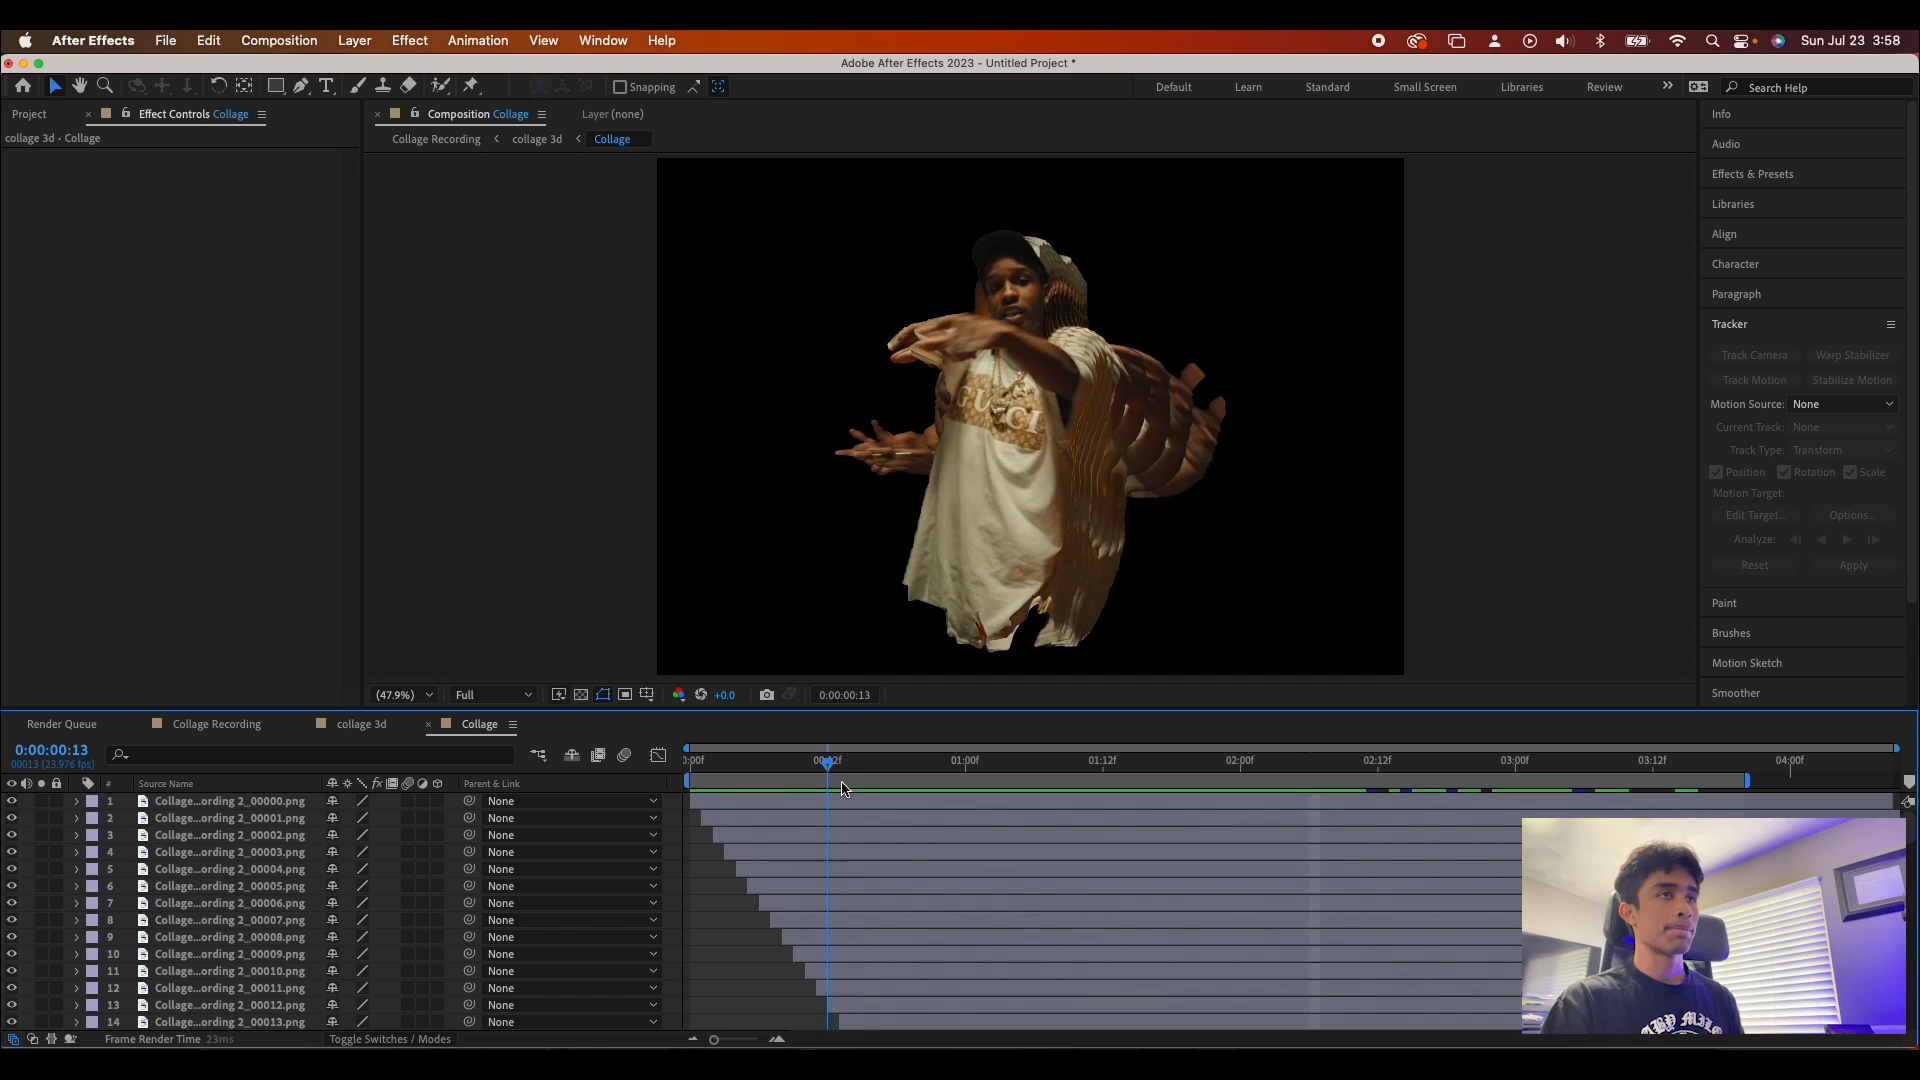 After Effects File Edit Composition Layer Effect Animation View Window Help Sun Jul 23 3:58
Adobe After Effects 2023 - Untitled Project *
Snapping Default Learn Standard Small Screen Libraries Review Search Help
Project Effect Controls Collage Composition Collage Layer (none)
collage 3d • Collage
Collage Recording collage 3d Collage
Info
Audio
Effects & Presets
Libraries
Align
Character
Paragraph
Tracker
Track Camera Warp Stabilizer
Track Motion Stabilize Motion
Motion Source: None
Current Track: None
Track Type: Transform
Position Rotation Scale
Motion Target:
Edit Target... Options...
Analyze:
Reset Apply
Paint
Brushes
Motion Sketch
Smoother
GUCCI
(47.9%) Full +0.0 0:00:00:13
Render Queue Collage Recording collage 3d Collage
0:00:00:13
00013 (23.976 fps)
:00f 00:12f 01:00f 01:12f 02:00f 02:12f 03:00f 03:12f 04:00f
# Source Name Parent & Link
1 Collage...ording 2_00000.png None
2 Collage...ording 2_00001.png None
3 Collage...ording 2_00002.png None
4 Collage...ording 2_00003.png None
5 Collage...ording 2_00004.png None
6 Collage...ording 2_00005.png None
7 Collage...ording 2_00006.png None
8 Collage...ording 2_00007.png None
9 Collage...ording 2_00008.png None
10 Collage...ording 2_00009.png None
11 Collage...ording 2_00010.png None
12 Collage...ording 2_00011.png None
13 Collage...ording 2_00012.png None
14 Collage...ording 2_00013.png None
Frame Render Time 23ms Toggle Switches / Modes